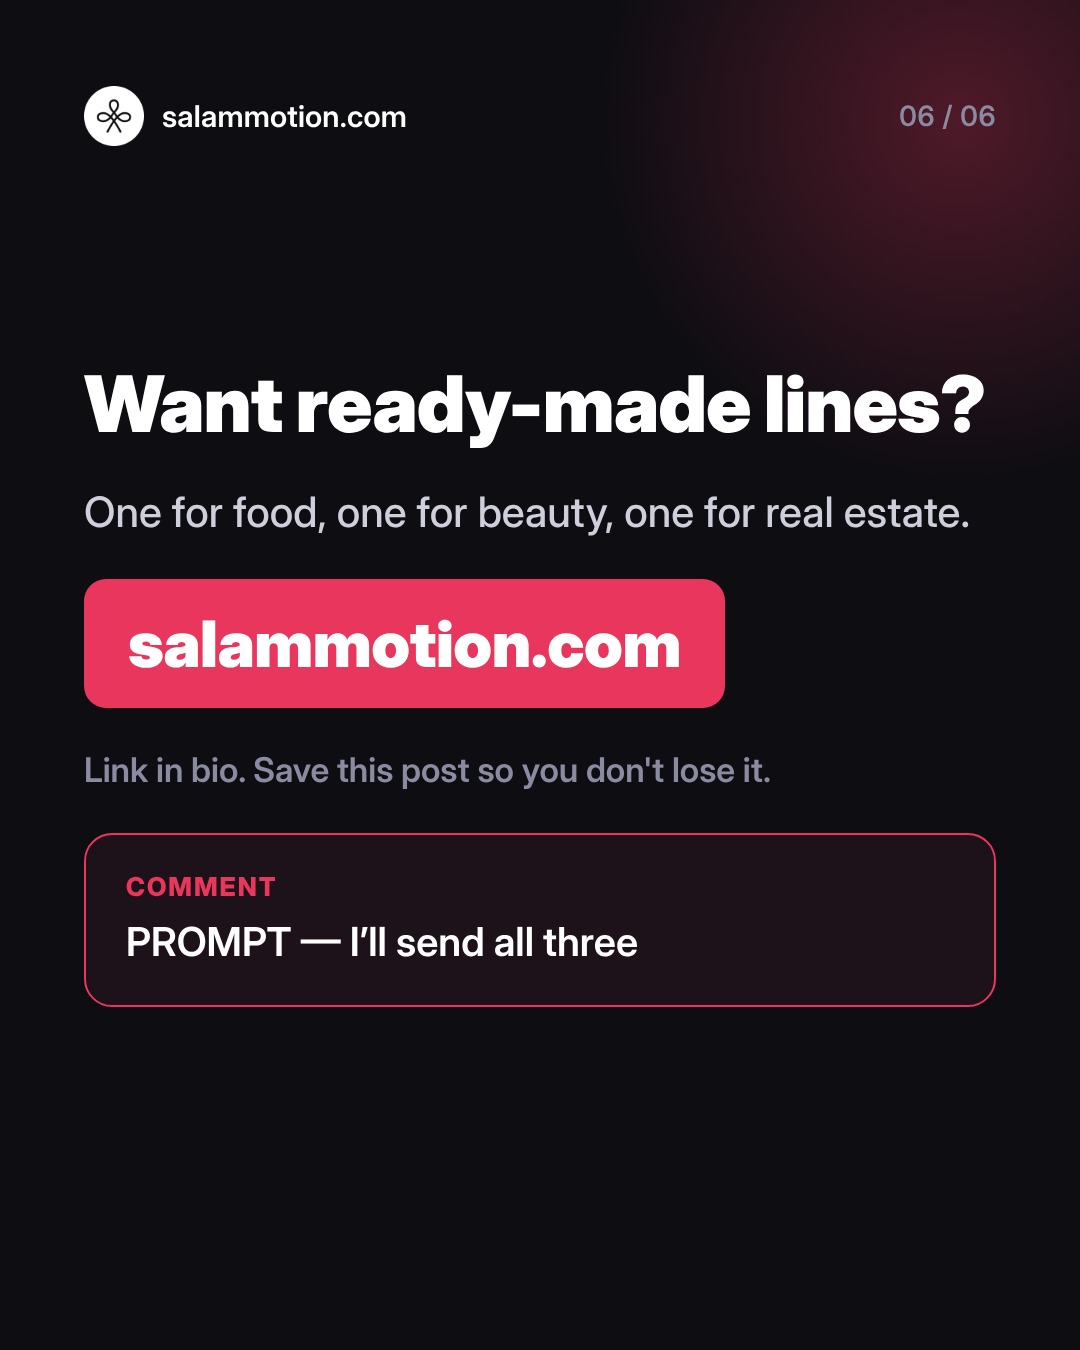 salammotion.com
06 / 06
Want ready-made lines?
One for food, one for beauty, one for real estate.
salammotion.com
Link in bio. Save this post so you don't lose it.
COMMENT
PROMPT — I’ll send all three